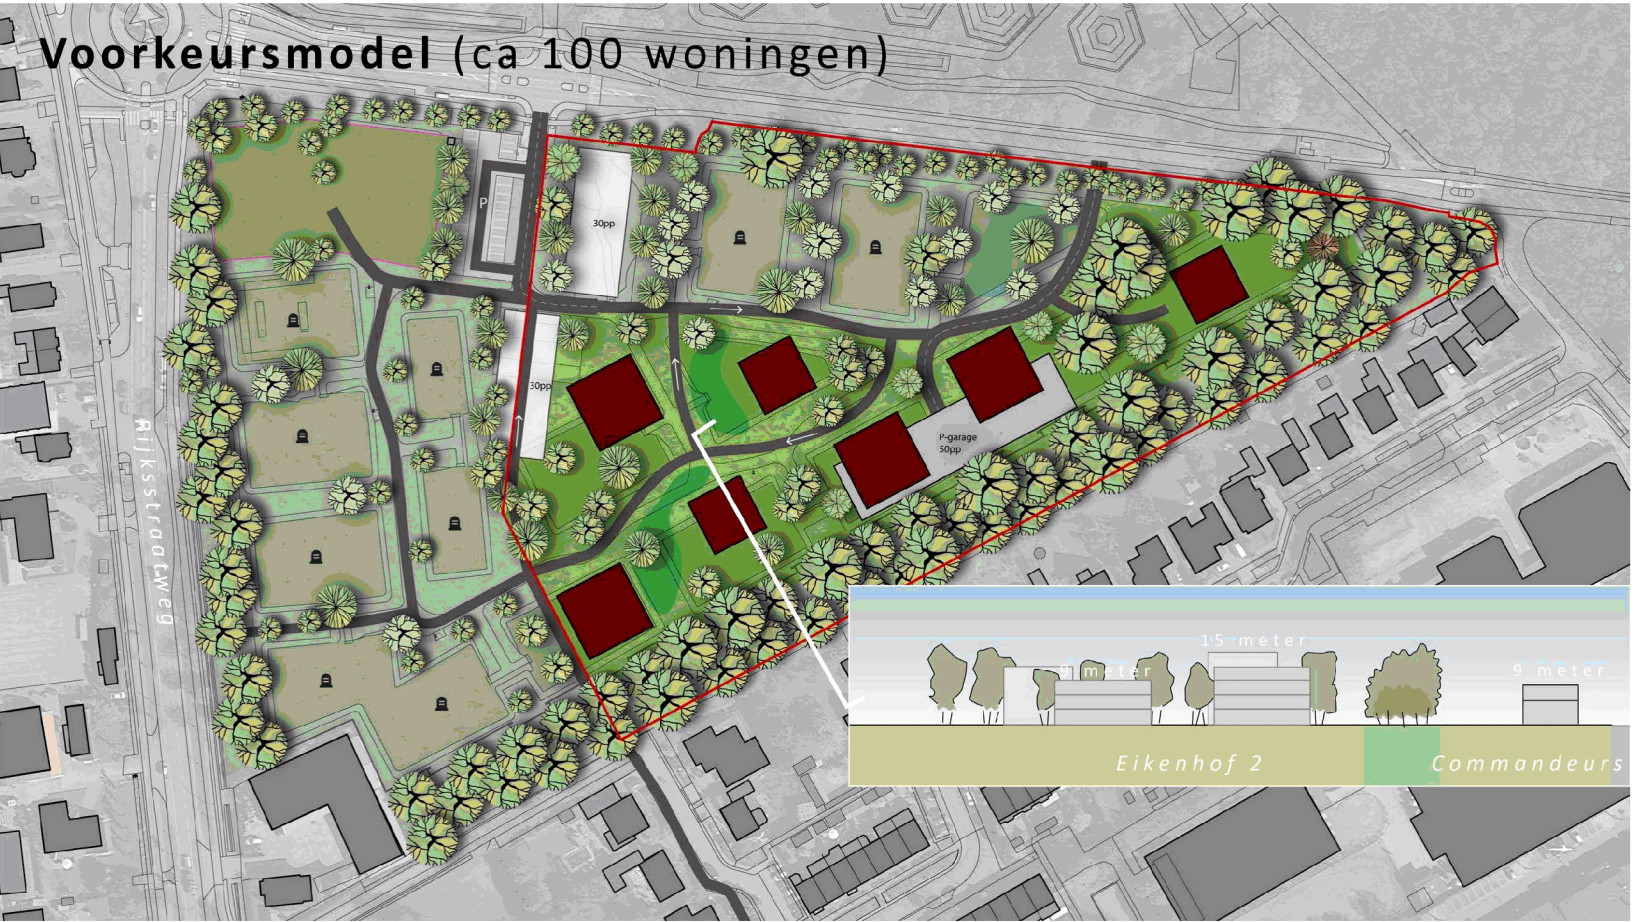 Voorkeursmodel (ca 100 woningen)
P
30pp
30pp
P-garage
50pp
Rijksstraatweg
15 meter
9 meter
9 meter
Eikenhof 2
Commandeurs